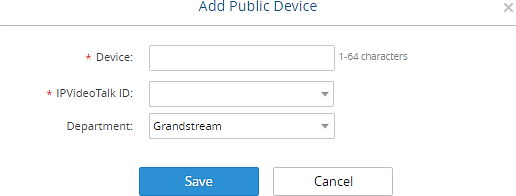 Add Public Device
* Device: 1-64 characters
* IPVideoTalk ID:
Department: Grandstream
Save Cancel